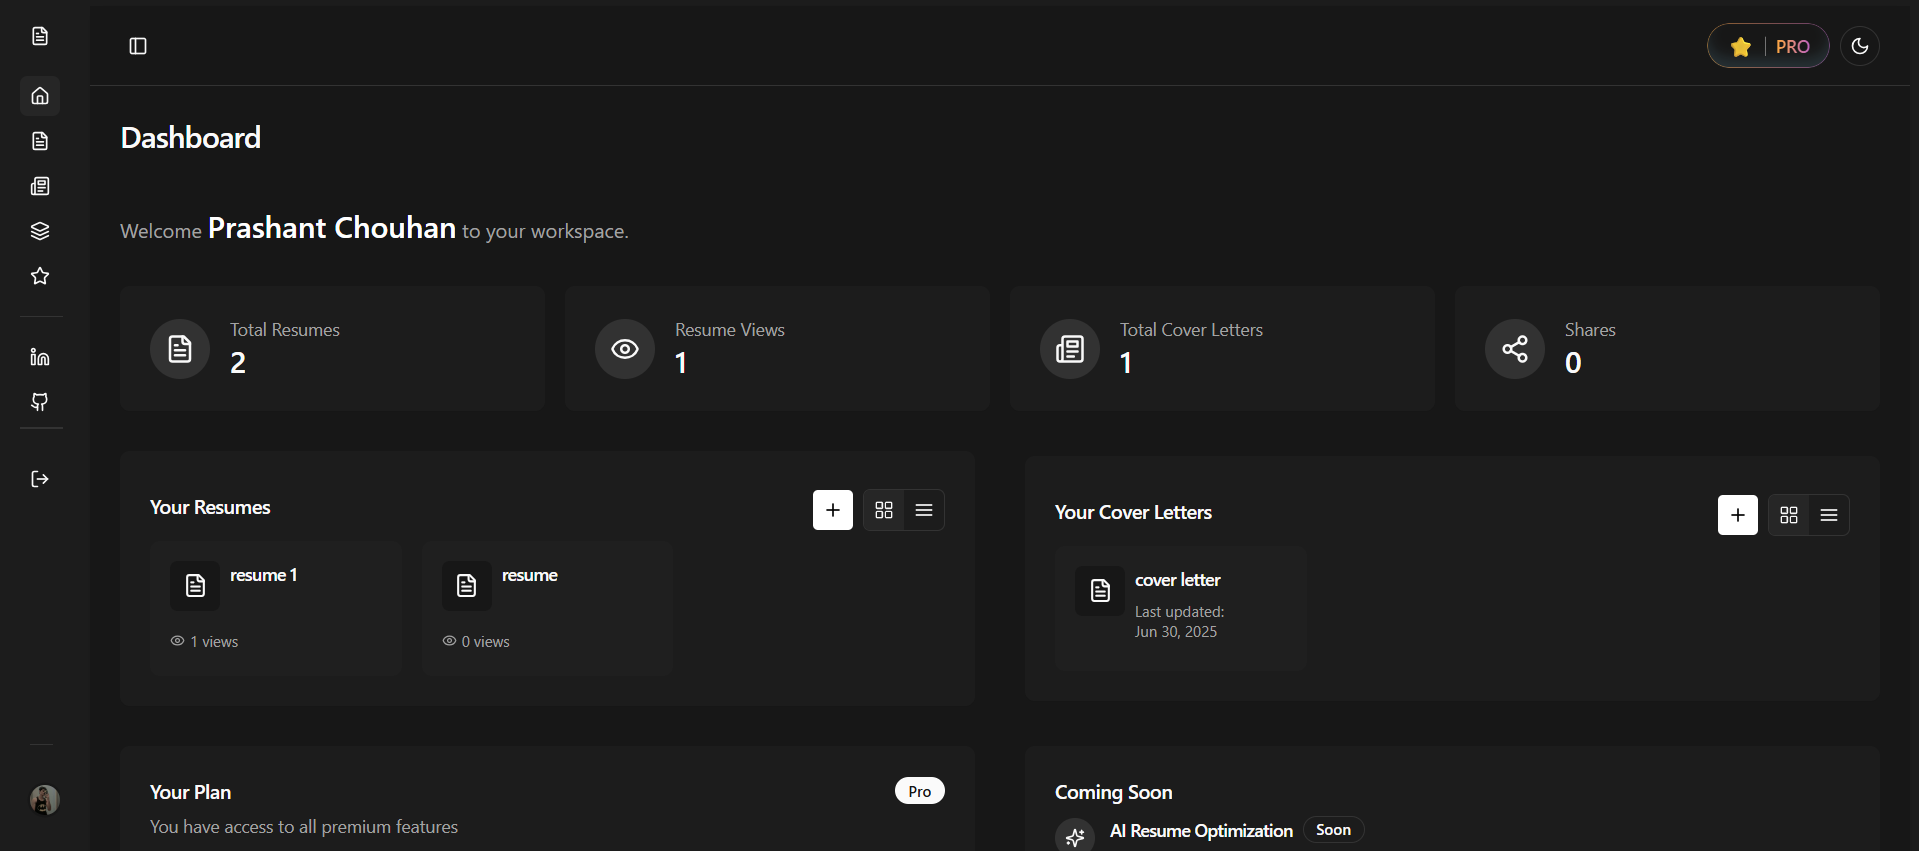 PRO
Dashboard
Welcome Prashant Chouhan to your workspace.
Total Resumes
2
Resume Views
1
Total Cover Letters
1
Shares
0
Your Resumes
resume 1
1 views
resume
0 views
Your Cover Letters
cover letter
Last updated:
Jun 30, 2025
Your Plan
Pro
You have access to all premium features
Coming Soon
AI Resume Optimization
Soon